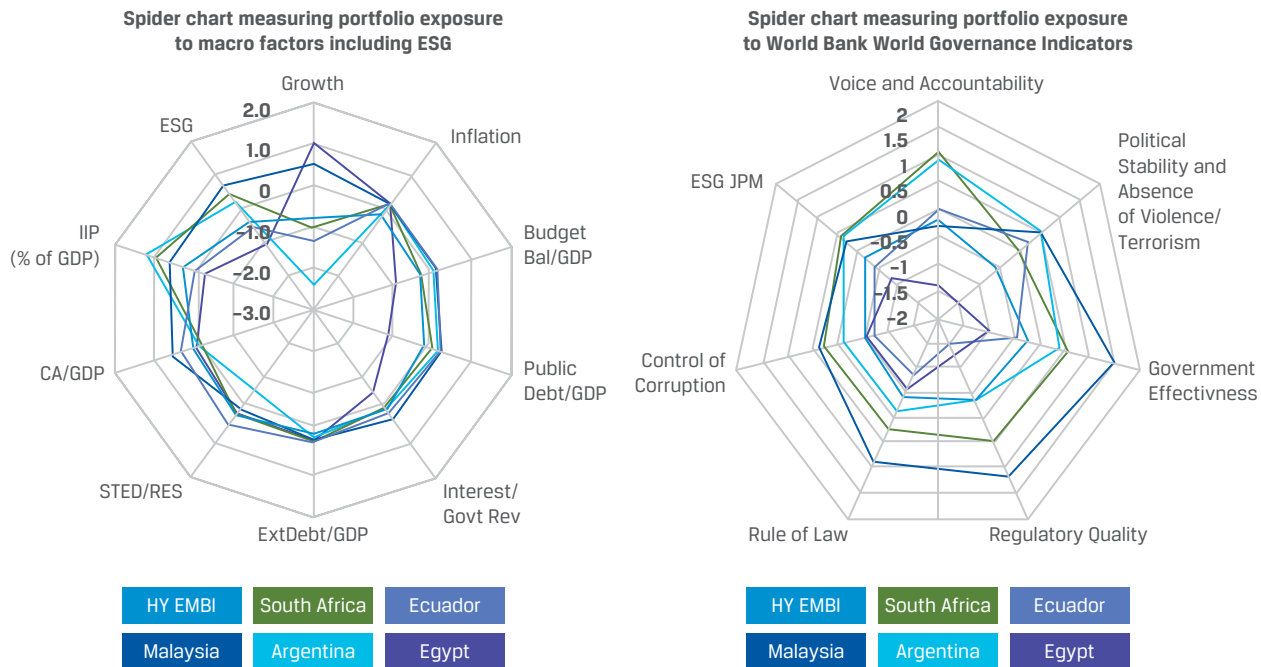 Spider chart measuring portfolio exposure
to macro factors including ESG
Growth
2.0
1.0
0
–1.0
–2.0
–3.0
Inflation
Budget
Bal/GDP
Public
Debt/GDP
Interest/
Govt Rev
ExtDebt/GDP
STED/RES
CA/GDP
IIP
(% of GDP)
ESG
HY EMBI
South Africa
Ecuador
Malaysia
Argentina
Egypt
Spider chart measuring portfolio exposure
to World Bank World Governance Indicators
Voice and Accountability
2
1.5
1
0.5
0
–0.5
–1
–1.5
–2
Political
Stability and
Absence
of Violence/
Terrorism
Government
Effectivness
Regulatory Quality
Rule of Law
Control of
Corruption
ESG JPM
HY EMBI
South Africa
Ecuador
Malaysia
Argentina
Egypt